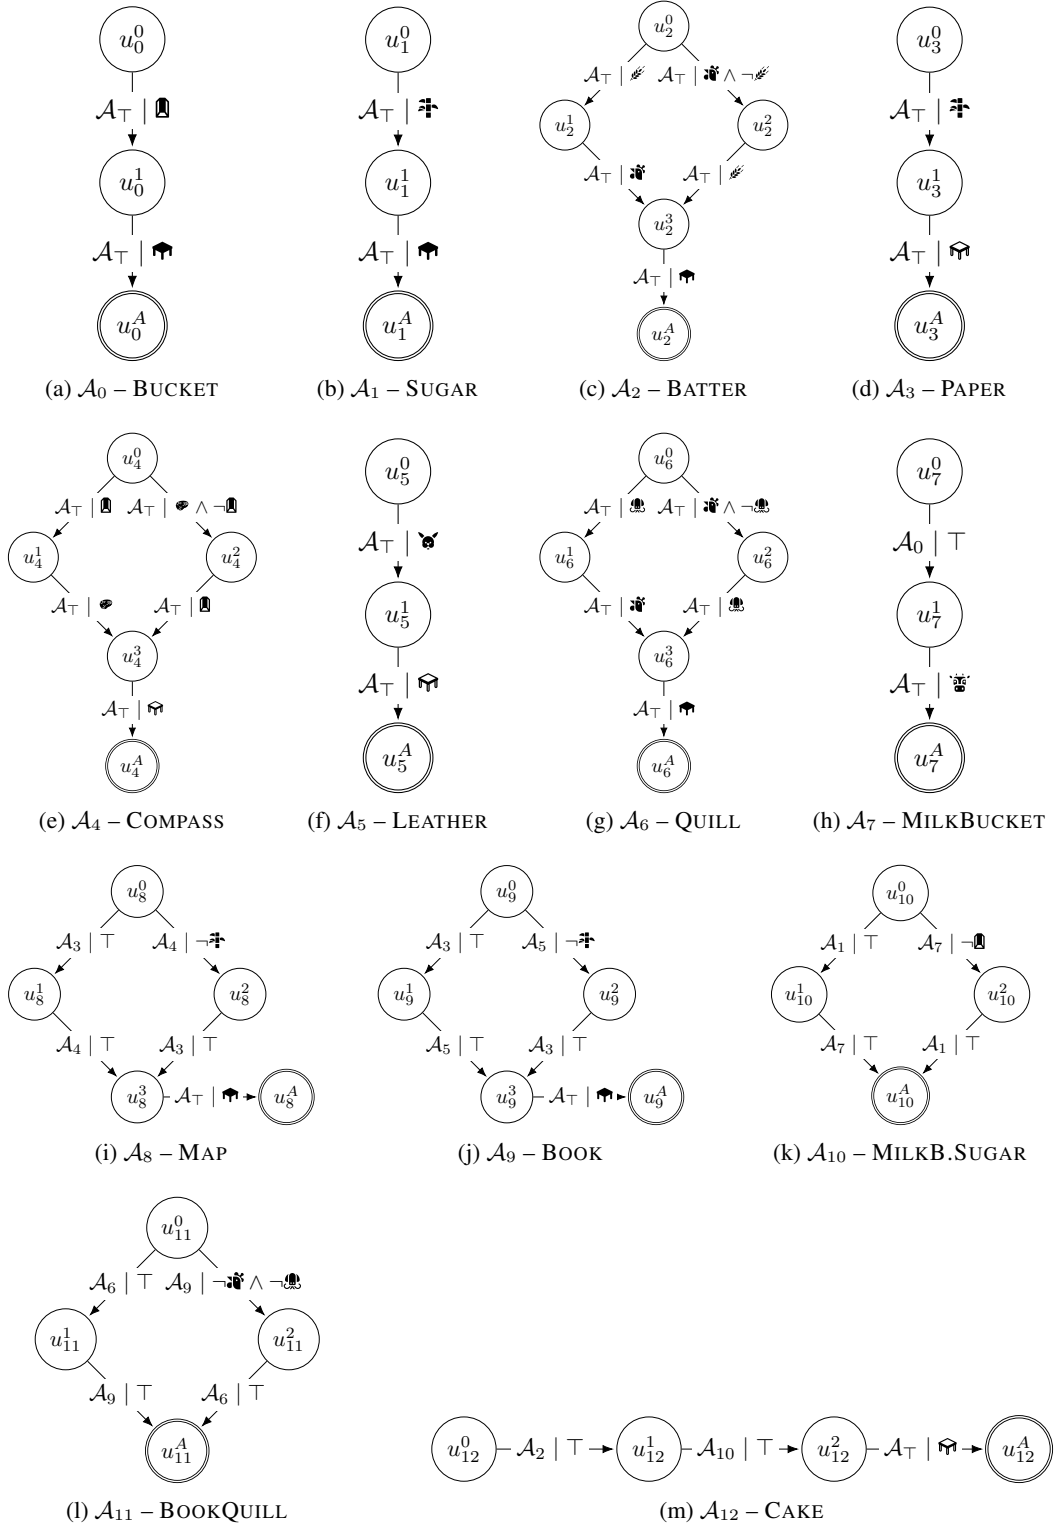 u_0^0 u_1^0 u_2^0 u_3^0
𝒜_⊤ | 𝒜_⊤ | 𝒜_⊤ | 𝒜_⊤ | ∧ ¬ 𝒜_⊤ |
u_0^1 u_1^1 u_2^1 u_2^2 u_3^1
𝒜_⊤ | 𝒜_⊤ | 𝒜_⊤ | 𝒜_⊤ | 𝒜_⊤ |
u_2^3
𝒜_⊤ |
u_0^A u_1^A u_2^A u_3^A
(a) 𝒜_0 – BUCKET (b) 𝒜_1 – SUGAR (c) 𝒜_2 – BATTER (d) 𝒜_3 – PAPER
u_4^0 u_5^0 u_6^0 u_7^0
𝒜_⊤ | 𝒜_⊤ | ∧ ¬ 𝒜_⊤ | 𝒜_⊤ | 𝒜_⊤ | ∧ ¬ 𝒜_0 | ⊤
u_4^1 u_4^2 u_5^1 u_6^1 u_6^2 u_7^1
𝒜_⊤ | 𝒜_⊤ | 𝒜_⊤ | 𝒜_⊤ | 𝒜_⊤ | 𝒜_⊤ |
u_4^3 u_6^3
𝒜_⊤ | 𝒜_⊤ |
u_4^A u_5^A u_6^A u_7^A
(e) 𝒜_4 – COMPASS (f) 𝒜_5 – LEATHER (g) 𝒜_6 – QUILL (h) 𝒜_7 – MILKBUCKET
u_8^0 u_9^0 u_10^0
𝒜_3 | ⊤ 𝒜_4 | ¬ 𝒜_3 | ⊤ 𝒜_5 | ¬ 𝒜_1 | ⊤ 𝒜_7 | ¬
u_8^1 u_8^2 u_9^1 u_9^2 u_10^1 u_10^2
𝒜_4 | ⊤ 𝒜_3 | ⊤ 𝒜_5 | ⊤ 𝒜_3 | ⊤ 𝒜_7 | ⊤ 𝒜_1 | ⊤
u_8^3 𝒜_⊤ | u_8^A u_9^3 𝒜_⊤ | u_9^A u_10^A
(i) 𝒜_8 – MAP (j) 𝒜_9 – BOOK (k) 𝒜_10 – MILKB.SUGAR
u_11^0
𝒜_6 | ⊤ 𝒜_9 | ¬ ∧ ¬
u_11^1 u_11^2
𝒜_9 | ⊤ 𝒜_6 | ⊤
u_11^A u_12^0 𝒜_2 | ⊤ u_12^1 𝒜_10 | ⊤ u_12^2 𝒜_⊤ | u_12^A
(l) 𝒜_11 – BOOKQUILL (m) 𝒜_12 – CAKE